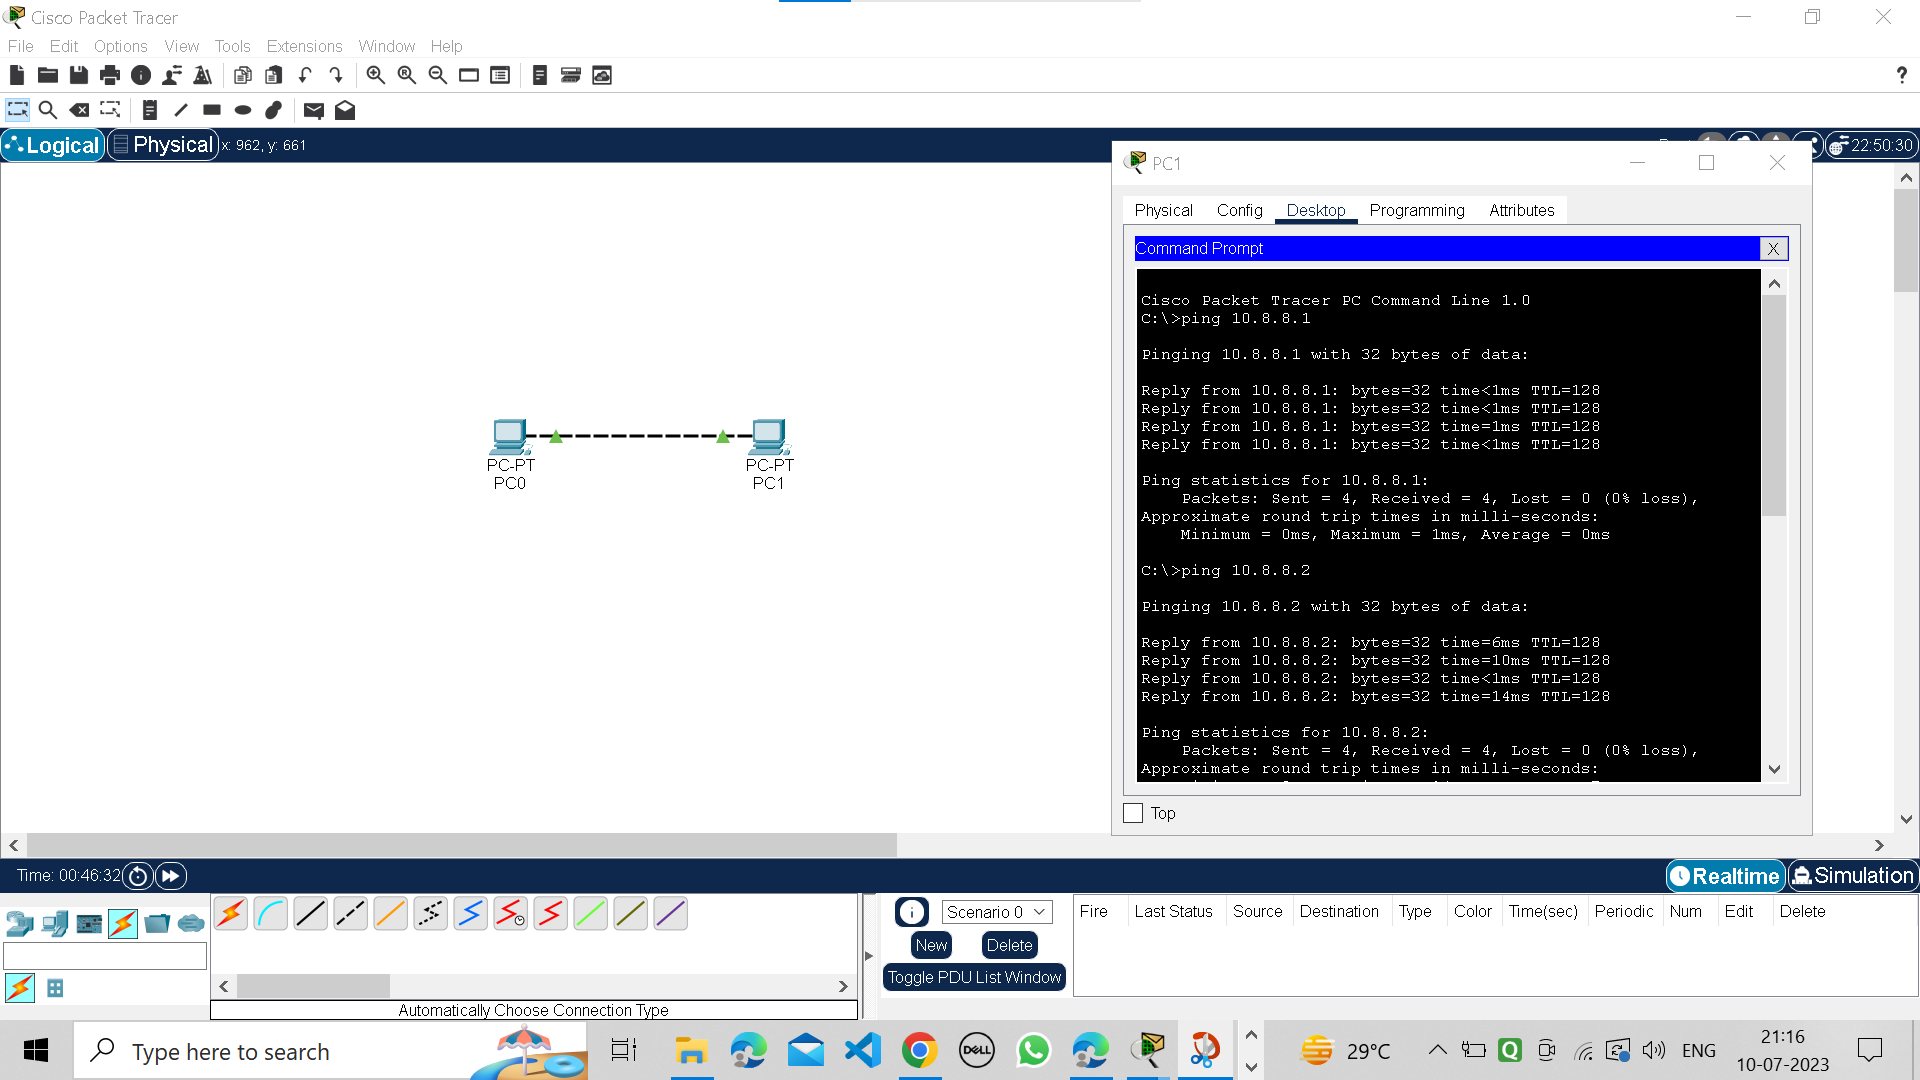 Cisco Packet Tracer
File Edit Options View Tools Extensions Window Help
?
Logical Physical x: 962, y: 661
22:50:30
PC1
Physical Config Desktop Programming Attributes
Command Prompt
X
Cisco Packet Tracer PC Command Line 1.0
C:\>ping 10.8.8.1
Pinging 10.8.8.1 with 32 bytes of data:
Reply from 10.8.8.1: bytes=32 time<1ms TTL=128
Reply from 10.8.8.1: bytes=32 time<1ms TTL=128
Reply from 10.8.8.1: bytes=32 time=1ms TTL=128
Reply from 10.8.8.1: bytes=32 time<1ms TTL=128
Ping statistics for 10.8.8.1:
Packets: Sent = 4, Received = 4, Lost = 0 (0% loss),
Approximate round trip times in milli-seconds:
Minimum = 0ms, Maximum = 1ms, Average = 0ms
C:\>ping 10.8.8.2
Pinging 10.8.8.2 with 32 bytes of data:
Reply from 10.8.8.2: bytes=32 time=6ms TTL=128
Reply from 10.8.8.2: bytes=32 time=10ms TTL=128
Reply from 10.8.8.2: bytes=32 time<1ms TTL=128
Reply from 10.8.8.2: bytes=32 time=14ms TTL=128
Ping statistics for 10.8.8.2:
Packets: Sent = 4, Received = 4, Lost = 0 (0% loss),
Approximate round trip times in milli-seconds:
Top
PC-PT
PC0
PC-PT
PC1
Time: 00:46:32
Realtime Simulation
Scenario 0
New Delete
Toggle PDU List Window
Fire Last Status Source Destination Type Color Time(sec) Periodic Num Edit Delete
Automatically Choose Connection Type
Type here to search
DELL
29°C
ENG
21:16
10-07-2023